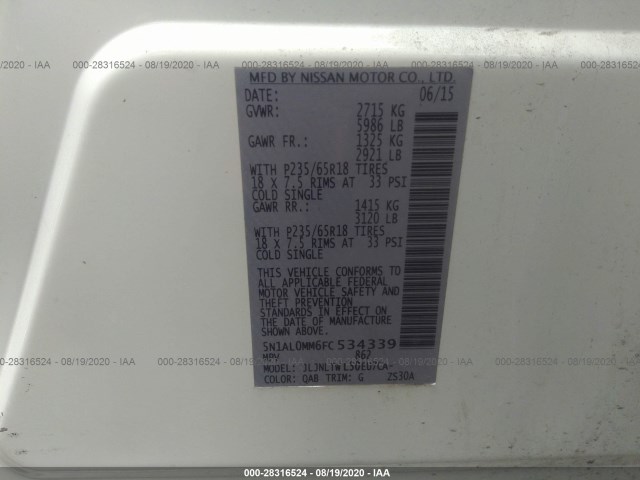 000-28316524 - 08/19/2020 - IAA
MFD BY NISSAN MOTOR CO., LTD.
DATE: 06/15
GVWR: 2715 KG
5986 LB
GAWR FR.: 1325 KG
2921 LB
WITH P235/65R18 TIRES
18 X 7.5 RIMS AT 33 PSI
COLD SINGLE
GAWR RR.: 1415 KG
3120 LB
WITH P235/65R18 TIRES
18 X 7.5 RIMS AT 33 PSI
COLD SINGLE
THIS VEHICLE CONFORMS TO
ALL APPLICABLE FEDERAL
MOTOR VEHICLE SAFETY AND
THEFT PREVENTION
STANDARDS IN EFFECT ON
THE DATE OF MANUFACTURE
SHOWN ABOVE.
5N1AL0MM6FC534339
MPV 867
MODEL:
COLOR: QAB TRIM: G 2S30A
000-28316524 - 08/19/2020 - IAA